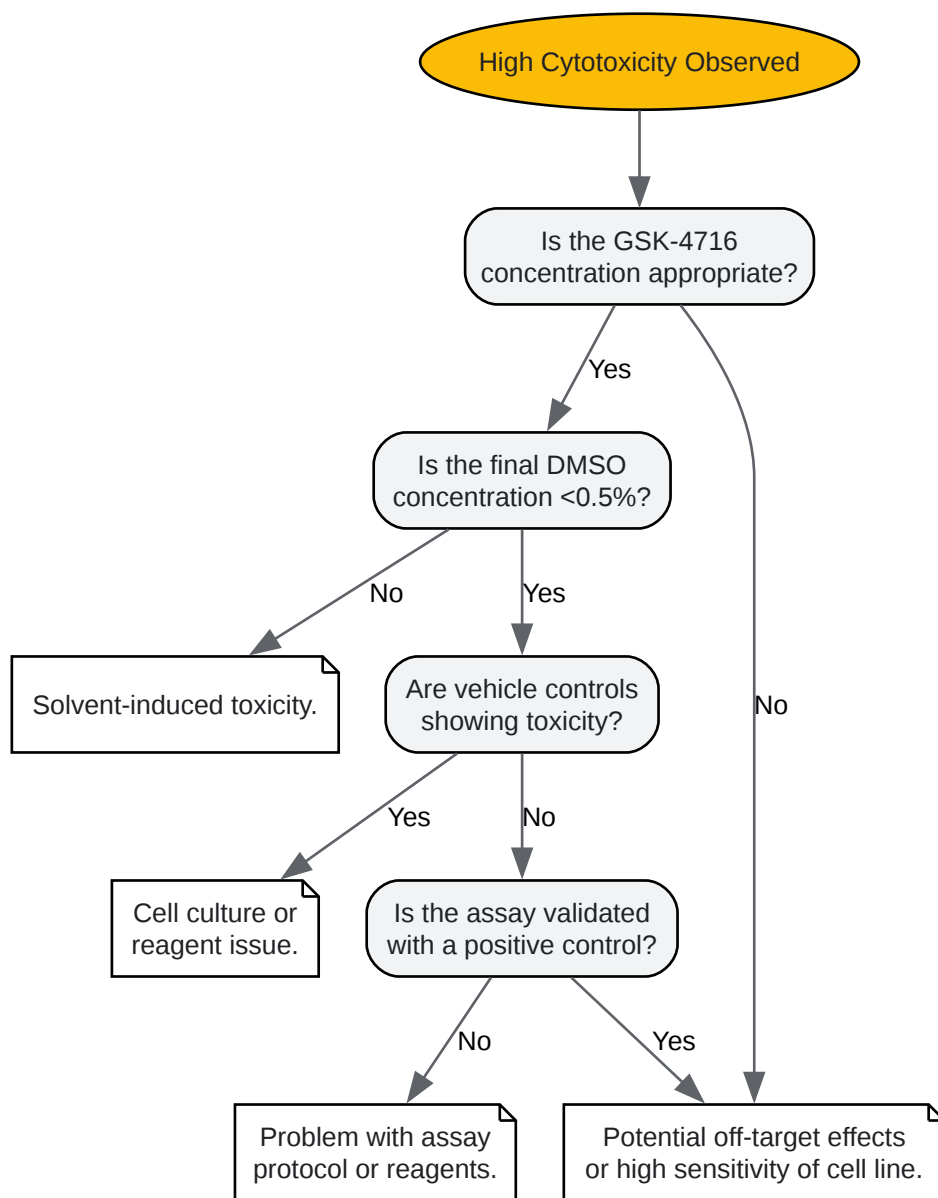 High Cytotoxicity Observed
Is the GSK-4716
concentration appropriate?
Yes
Is the final DMSO
concentration <0.5%?
No
Yes
Solvent-induced toxicity.
Are vehicle controls
showing toxicity?
No
Yes
No
Cell culture or
reagent issue.
Is the assay validated
with a positive control?
No
Yes
Problem with assay
protocol or reagents.
Potential off-target effects
or high sensitivity of cell line.